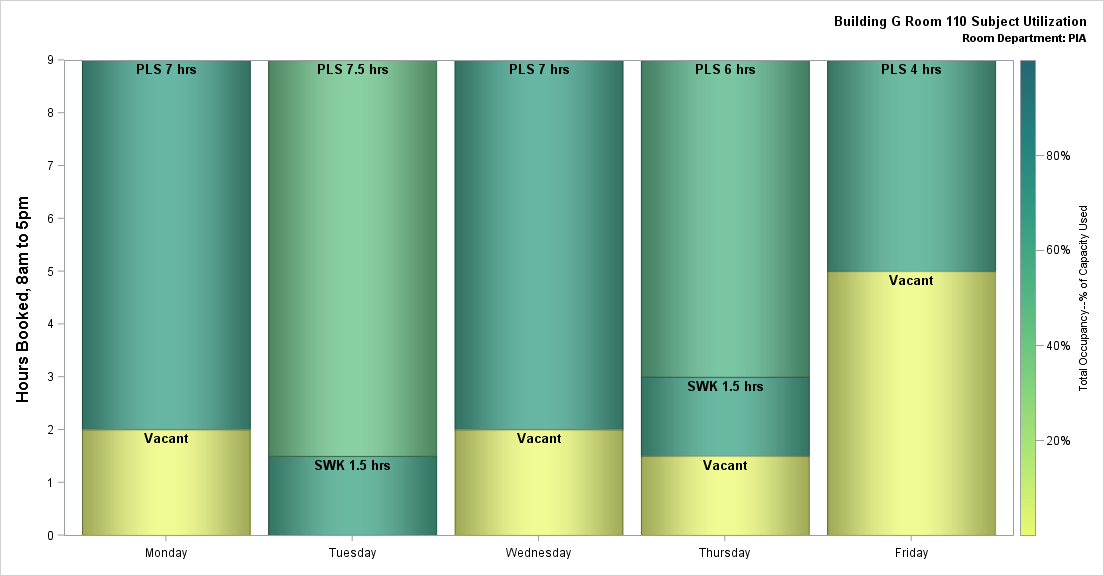 Building G Room 110 Subject Utilization
Room Department: PIA
Hours Booked, 8am to 5pm
9
8
7
6
5
4
3
2
1
0
PLS 7 hrs
Vacant
PLS 7.5 hrs
SWK 1.5 hrs
PLS 7 hrs
Vacant
PLS 6 hrs
SWK 1.5 hrs
Vacant
PLS 4 hrs
Vacant
Monday
Tuesday
Wednesday
Thursday
Friday
80%
60%
40%
20%
Total Occupancy--% of Capacity Used